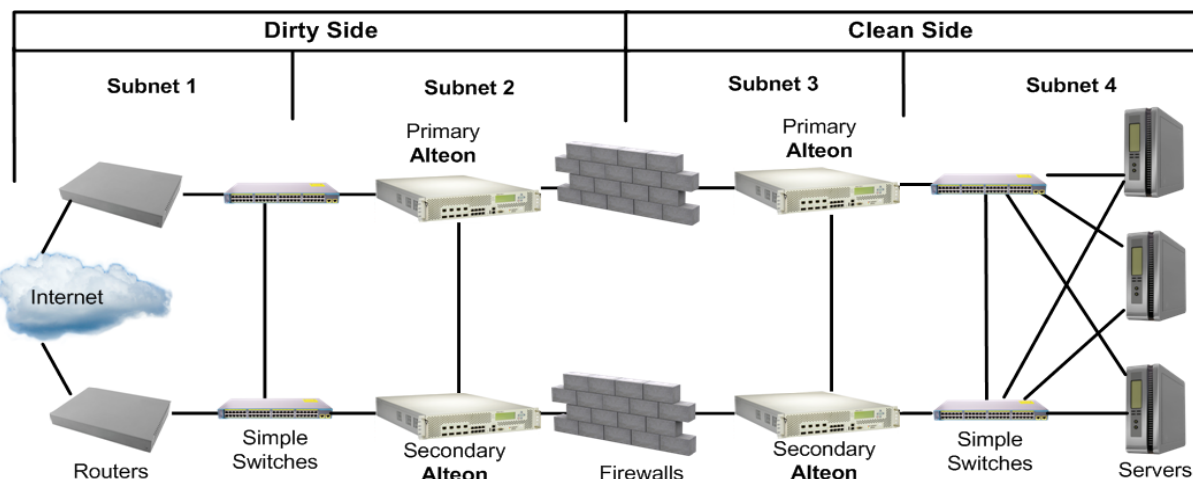 Dirty Side
Clean Side
Subnet 1
Subnet 2
Subnet 3
Subnet 4
Primary
Alteon
Primary
Alteon
Internet
Routers
Simple
Switches
Secondary
Alteon
Firewalls
Secondary
Alteon
Simple
Switches
Servers